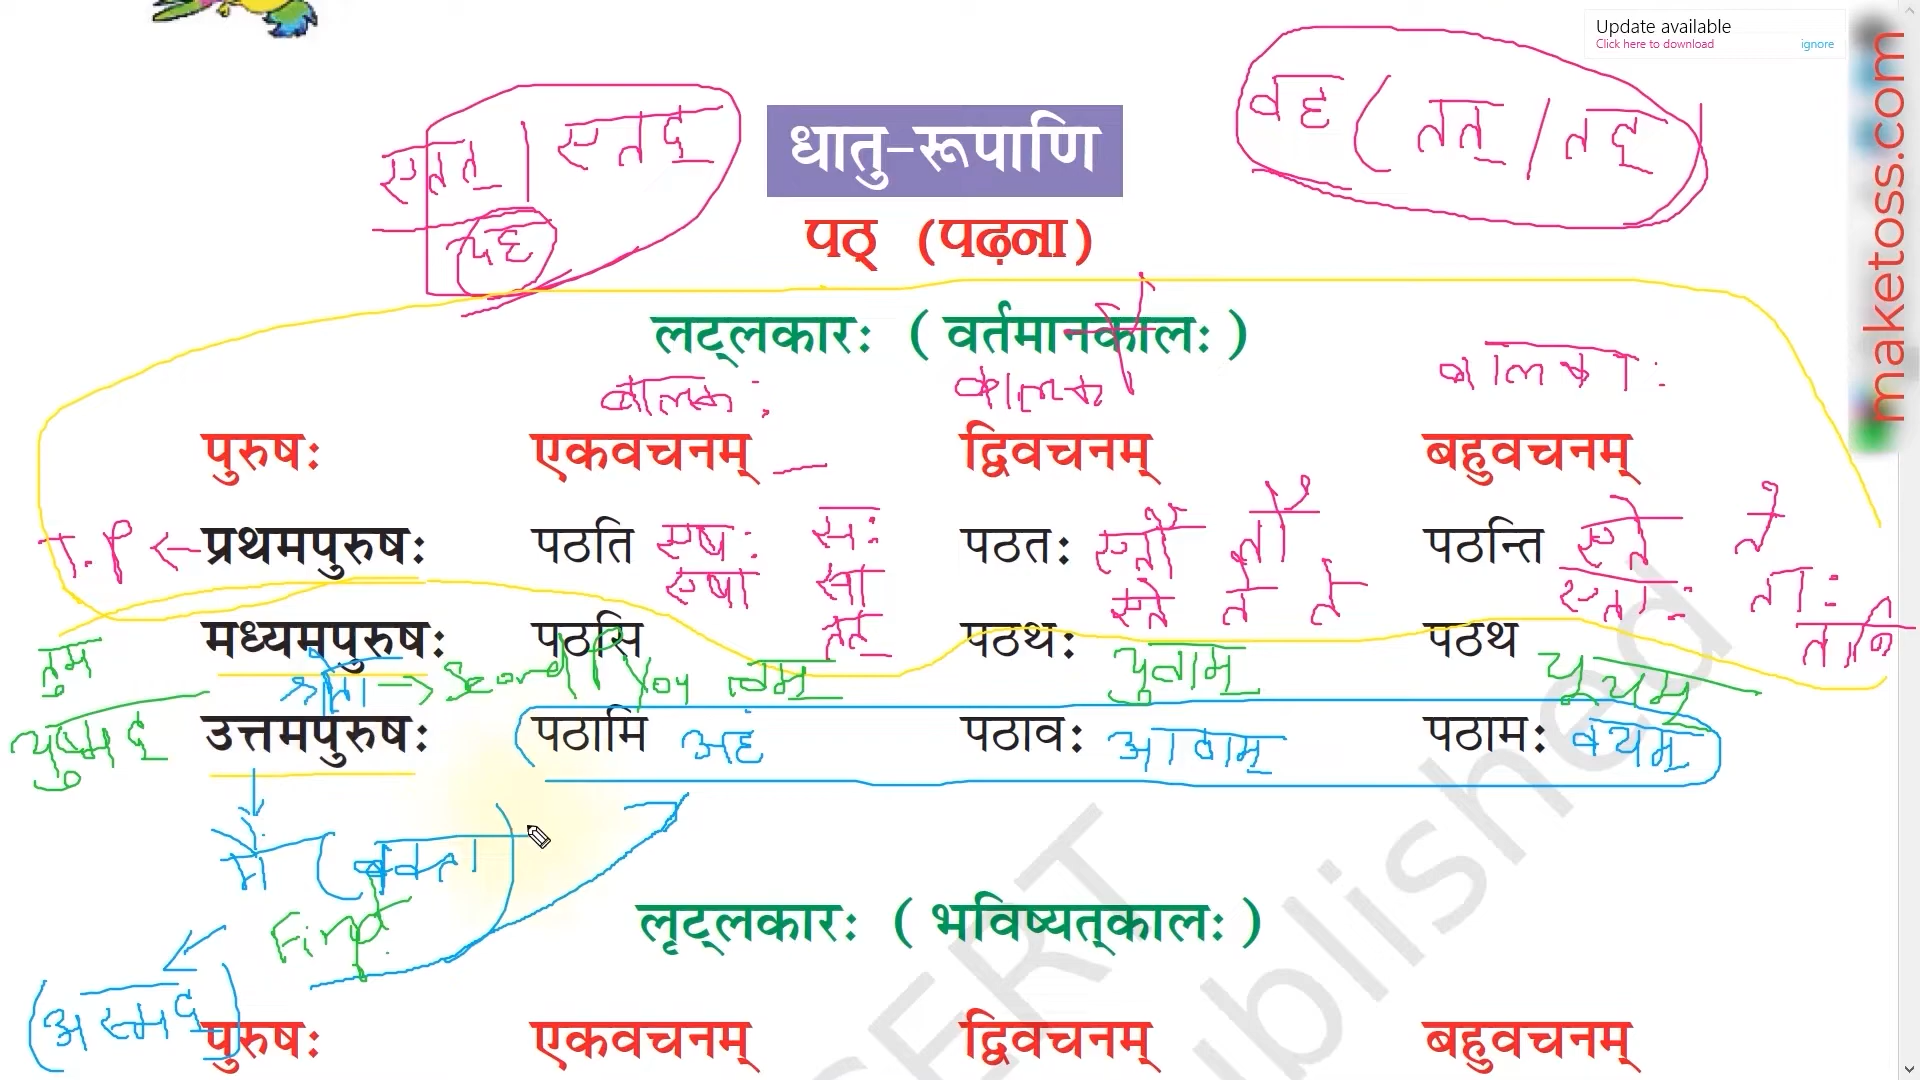 Update available
Click here to download ignore
maketoss.com
एतत् | एतद्
यह
वह ( तत् / तद् )
धातु-रूपाणि
पठ् (पढ़ना)
लट्लकारः ( वर्तमानकालः )
बालकः बालकौ बालकाः
पुरुषः एकवचनम् द्विवचनम् बहुवचनम्
T.P ← प्रथमपुरुषः पठति एषः सः पठतः एतौ तौ पठन्ति एते ते
एषा सा एते ते ते एताः ताः
तत् तानि
तुम मध्यमपुरुषः पठसि पठथः पठथ
श्रोता → Second P you त्वम् युवाम् यूयम्
युष्मद् उत्तमपुरुषः पठामि अहं पठावः आवाम् पठामः वयम्
मैं ( वक्ता )
First P.
लृट्लकारः ( भविष्यत्कालः )
(अस्मद्)
पुरुषः एकवचनम् द्विवचनम् बहुवचनम्